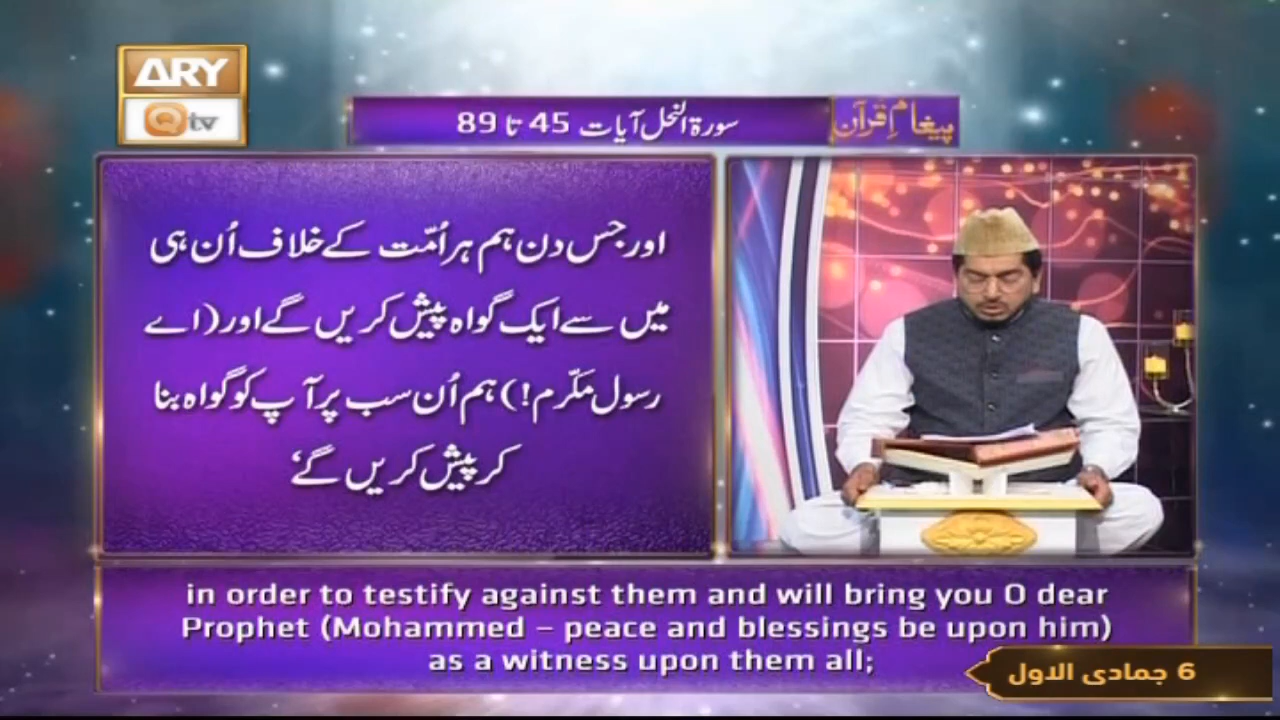 ARY
Qtv
پیغامِ قرآن
سورۃ النحل آیات 45 تا 89
اور جس دن ہم ہر اُمّت کے خلاف اُن ہی
میں سے ایک گواہ پیش کریں گے اور (اے
رسول مکرّم!) ہم اُن سب پر آپ کو گواہ بنا
کر پیش کریں گے‘
in order to testify against them and will bring you O dear
Prophet (Mohammed – peace and blessings be upon him)
as a witness upon them all;
6 جمادی الاول